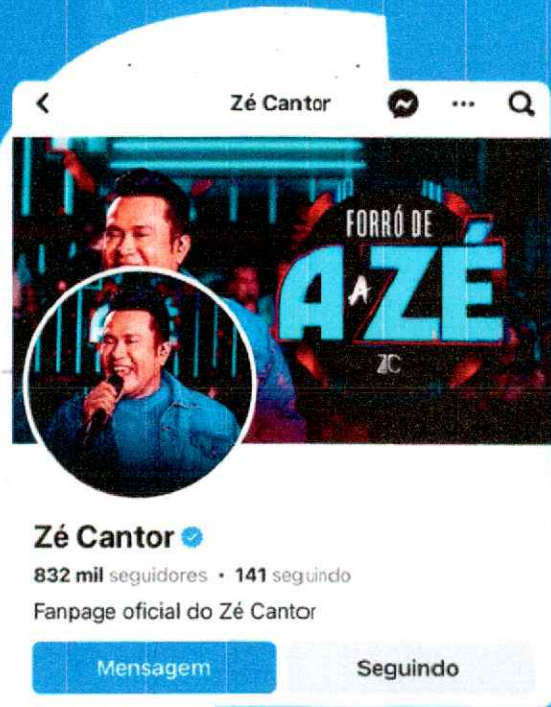 Zé Cantor
FORRÓ DE
A A ZÉ
ZC
Zé Cantor
832 mil seguidores • 141 seguindo
Fanpage oficial do Zé Cantor
Mensagem
Seguindo